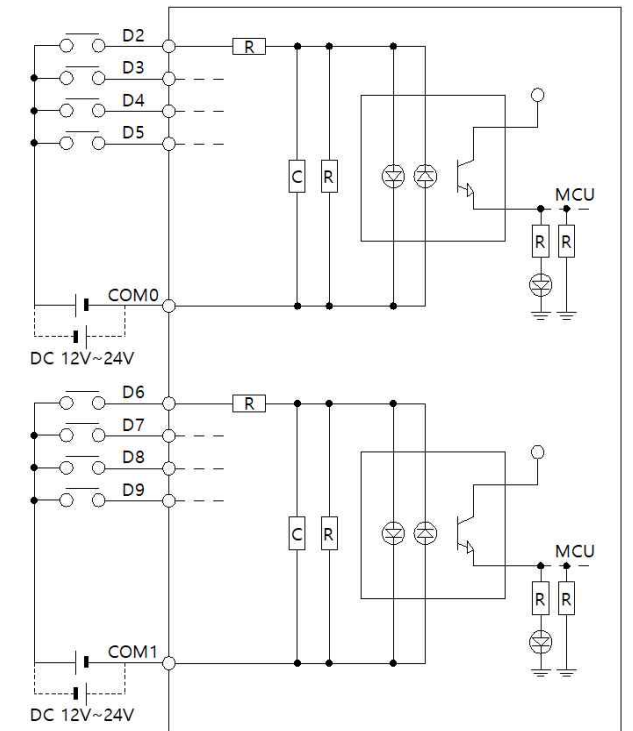 D2
R
D3
D4
D5
C R
MCU
R R
COM0
DC 12V~24V
D6
R
D7
D8
D9
C R
MCU
R R
COM1
DC 12V~24V